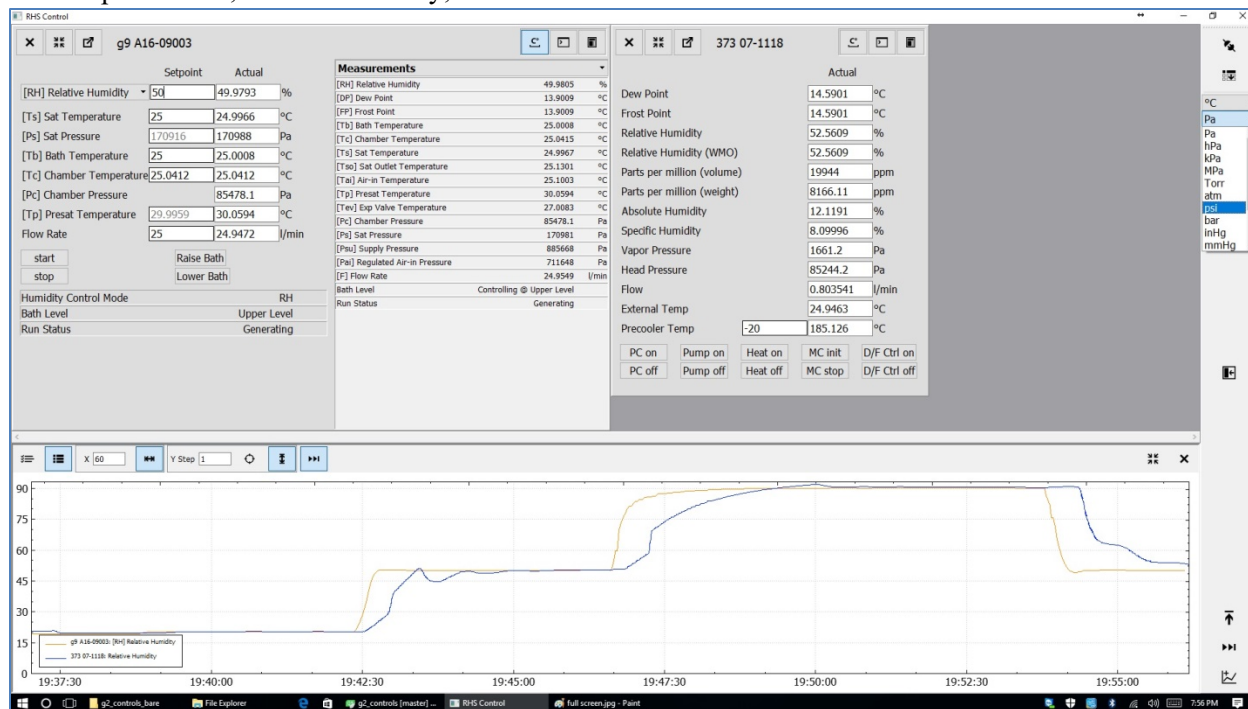 RHS Control
g9 A16-09003
Setpoint Actual
[RH] Relative Humidity 50 49.9793 %
[Ts] Sat Temperature 25 24.9966 °C
[Ps] Sat Pressure 170916 170988 Pa
[Tb] Bath Temperature 25 25.0008 °C
[Tc] Chamber Temperature 25.0412 25.0412 °C
[Pc] Chamber Pressure 85478.1 Pa
[Tp] Presat Temperature 29.9959 30.0594 °C
Flow Rate 25 24.9472 l/min
start Raise Bath
stop Lower Bath
Humidity Control Mode RH
Bath Level Upper Level
Run Status Generating
Measurements
[RH] Relative Humidity 49.9805 %
[DP] Dew Point 13.9009 °C
[FP] Frost Point 13.9009 °C
[Tb] Bath Temperature 25.0008 °C
[Tc] Chamber Temperature 25.0415 °C
[Ts] Sat Temperature 24.9967 °C
[Tso] Sat Outlet Temperature 25.1301 °C
[Tai] Air-in Temperature 25.1003 °C
[Tp] Presat Temperature 30.0594 °C
[Tev] Exp Valve Temperature 27.0083 °C
[Pc] Chamber Pressure 85478.1 Pa
[Ps] Sat Pressure 170981 Pa
[Psu] Supply Pressure 885668 Pa
[Pai] Regulated Air-in Pressure 711648 Pa
[F] Flow Rate 24.9549 l/min
Bath Level Controlling @ Upper Level
Run Status Generating
373 07-1118
Actual
Dew Point 14.5901 °C
Frost Point 14.5901 °C
Relative Humidity 52.5609 %
Relative Humidity (WMO) 52.5609 %
Parts per million (volume) 19944 ppm
Parts per million (weight) 8166.11 ppm
Absolute Humidity 12.1191 %
Specific Humidity 8.09996 %
Vapor Pressure 1661.2 Pa
Head Pressure 85244.2 Pa
Flow 0.803541 l/min
External Temp 24.9463 °C
Precooler Temp -20 185.126 °C
PC on Pump on Heat on MC init D/F Ctrl on
PC off Pump off Heat off MC stop D/F Ctrl off
°C
Pa
Pa
hPa
kPa
MPa
Torr
atm
psi
bar
inHg
mmHg
X 60 Y Step 1
90
75
60
45
30
15
0
g9 A16-09003: [RH] Relative Humidity
373 07-1118: Relative Humidity
19:37:30 19:40:00 19:42:30 19:45:00 19:47:30 19:50:00 19:52:30 19:55:00
g2_controls_bare File Explorer g2_controls [master] ... RHS Control full screen.jpg - Paint 7:56 PM